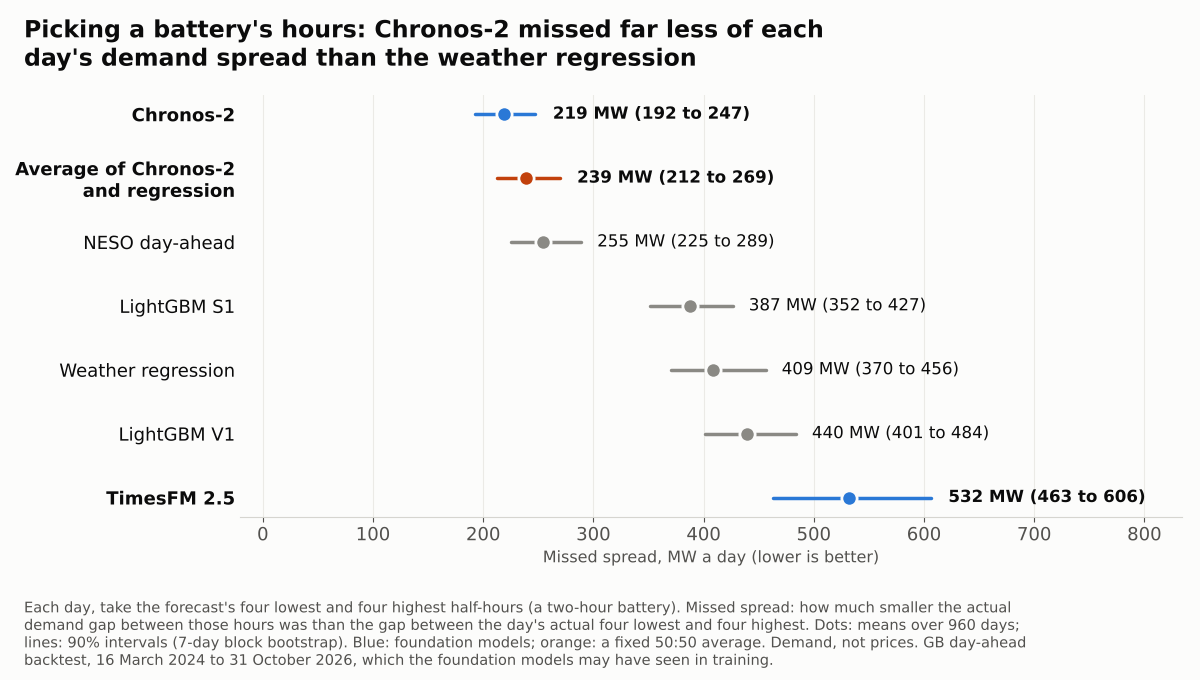 Picking a battery's hours: Chronos-2 missed far less of each
day's demand spread than the weather regression
Chronos-2
219 MW (192 to 247)
Average of Chronos-2
and regression
239 MW (212 to 269)
NESO day-ahead
255 MW (225 to 289)
LightGBM S1
387 MW (352 to 427)
Weather regression
409 MW (370 to 456)
LightGBM V1
440 MW (401 to 484)
TimesFM 2.5
532 MW (463 to 606)
0 100 200 300 400 500 600 700 800
Missed spread, MW a day (lower is better)
Each day, take the forecast's four lowest and four highest half-hours (a two-hour battery). Missed spread: how much smaller the actual
demand gap between those hours was than the gap between the day's actual four lowest and four highest. Dots: means over 960 days;
lines: 90% intervals (7-day block bootstrap). Blue: foundation models; orange: a fixed 50:50 average. Demand, not prices. GB day-ahead
backtest, 16 March 2024 to 31 October 2026, which the foundation models may have seen in training.